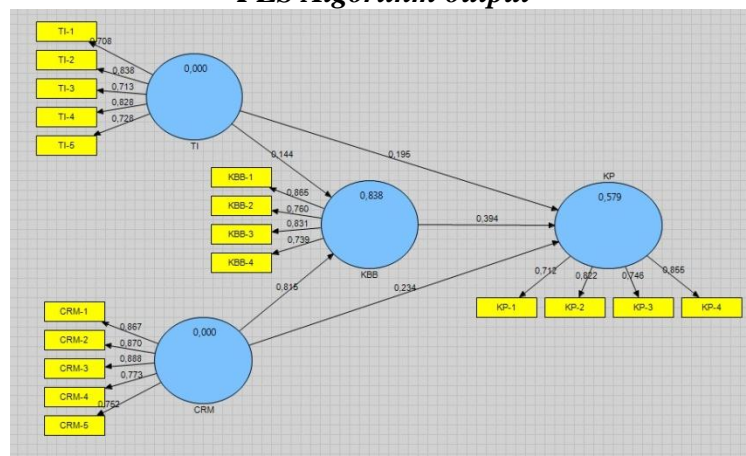 PLS Algorithm output
TI-1
TI-2
TI-3
TI-4
TI-5
0,708
0,838
0,713
0,828
0,728
0,000
TI
0,144
0,195
KBB-1
KBB-2
KBB-3
KBB-4
0,865
0,760
0,831
0,739
0,838
KBB
0,394
KP
0,579
0,712
0,822
0,746
0,855
KP-1
KP-2
KP-3
KP-4
0,815
0,234
CRM-1
CRM-2
CRM-3
CRM-4
CRM-5
0,867
0,870
0,888
0,773
0,752
0,000
CRM